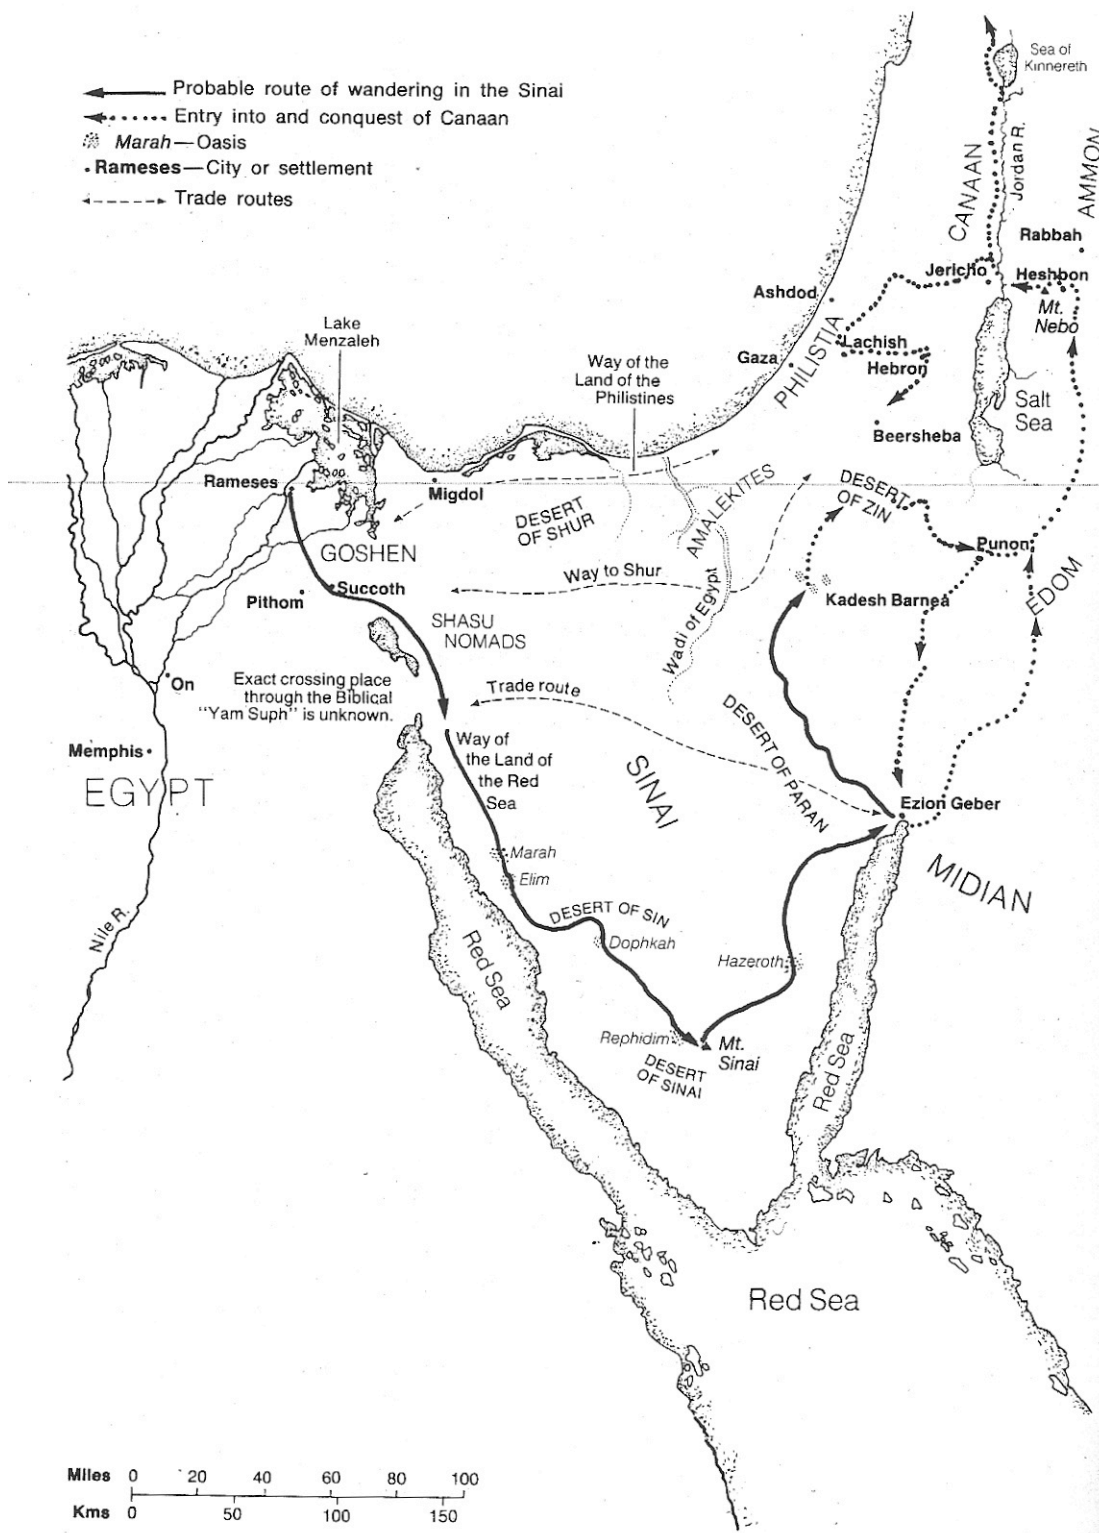 Probable route of wandering in the Sinai
Entry into and conquest of Canaan
Marah—Oasis
Rameses—City or settlement
Trade routes
Sea of
Kinnereth
Jordan R.
CANAAN
AMMON
Rabbah
Jericho
Heshbon
Mt.
Nebo
Ashdod
PHILISTIA
Lachish
Gaza
Hebron
Salt
Sea
Beersheba
Lake
Menzaleh
Way of the
Land of the
Philistines
Rameses
Migdol
DESERT
OF SHUR
AMALEKITES
DESERT
OF ZIN
Punon
EDOM
GOSHEN
Way to Shur
Succoth
Pithom
SHASU
NOMADS
Wadi of Egypt
Kadesh Barnea
On
Exact crossing place
through the Biblical
"Yam Suph" is unknown.
Trade route
DESERT OF PARAN
Memphis
EGYPT
Way of
the Land of
the Red
Sea
SINAI
Ezion Geber
MIDIAN
Marah
Elim
DESERT OF SIN
Dophkah
Hazeroth
Nile R.
Red Sea
Rephidim
Mt.
Sinai
DESERT
OF SINAI
Red Sea
Red Sea
Miles 0 20 40 60 80 100
Kms 0 50 100 150